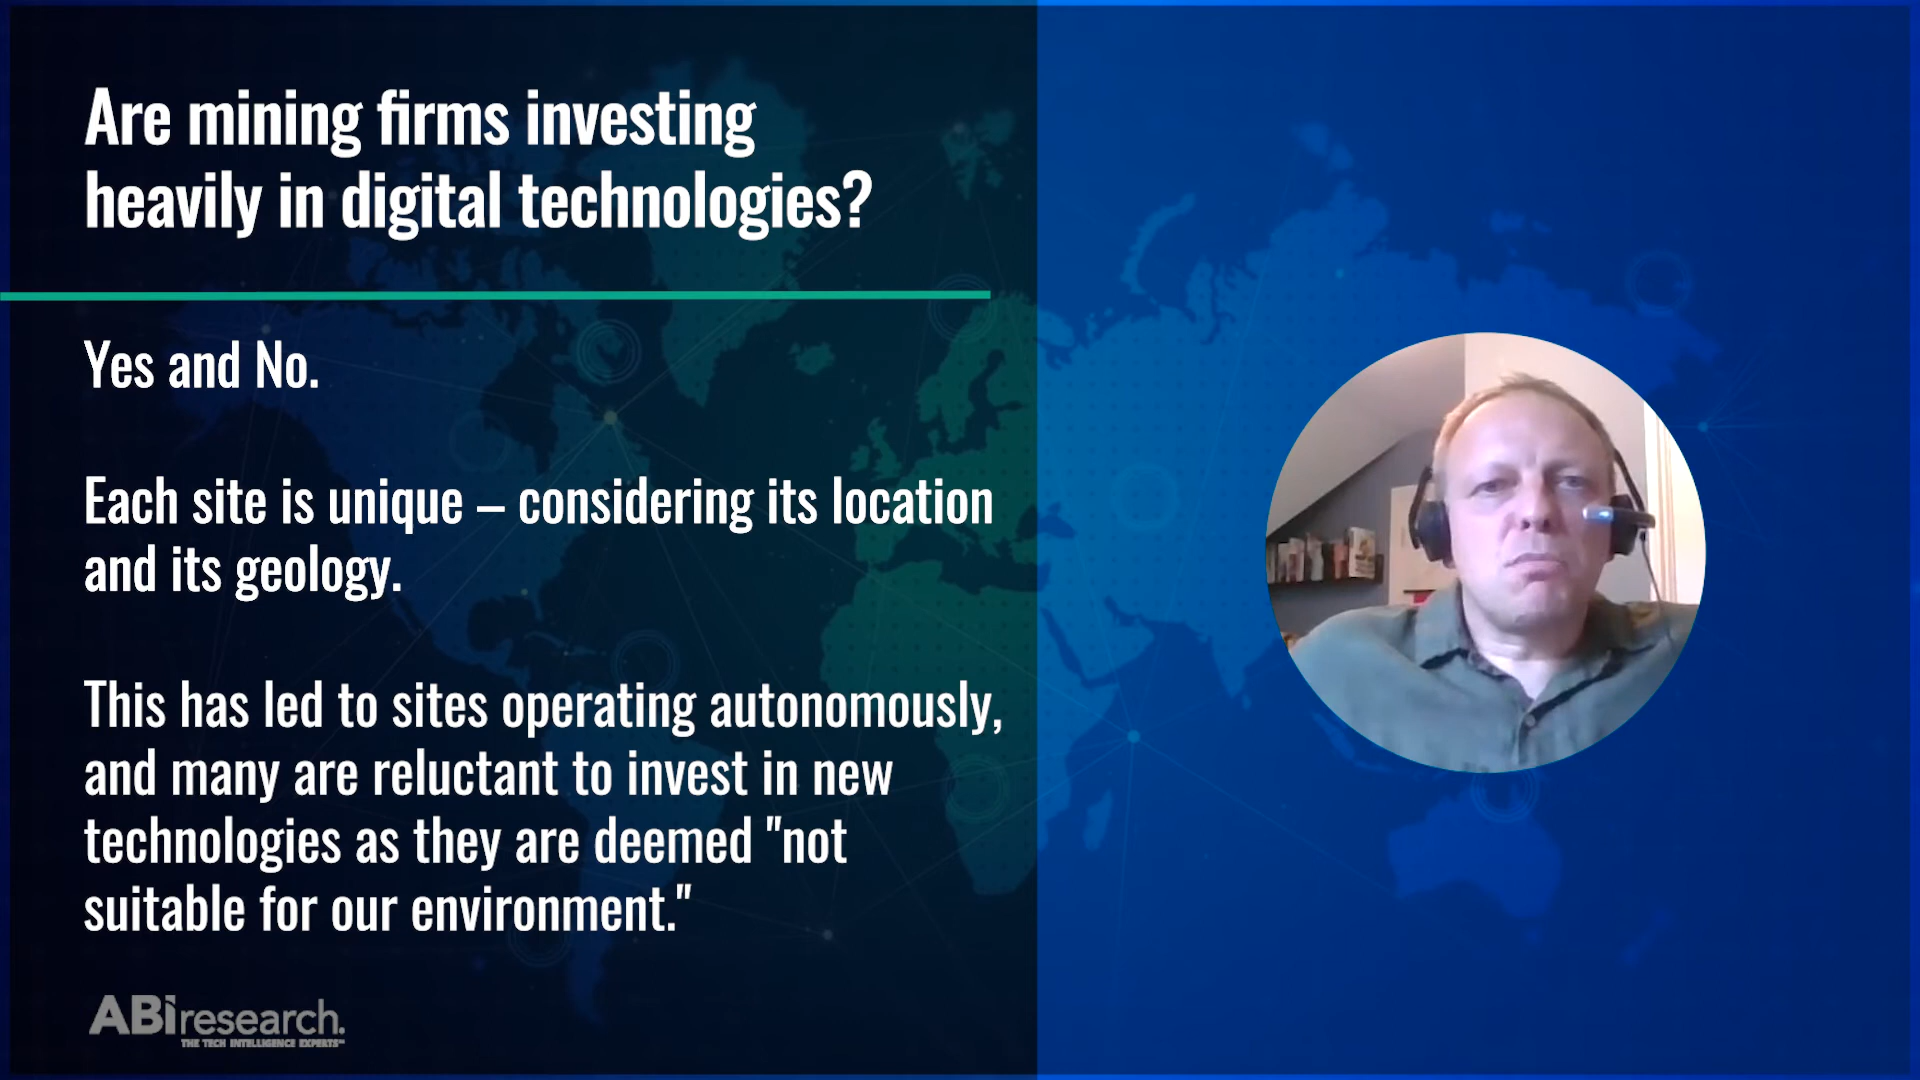 Are mining firms investing
heavily in digital technologies?
Yes and No.
Each site is unique – considering its location
and its geology.
This has led to sites operating autonomously,
and many are reluctant to invest in new
technologies as they are deemed "not
suitable for our environment."
ABiresearch.
THE TECH INTELLIGENCE EXPERTS™